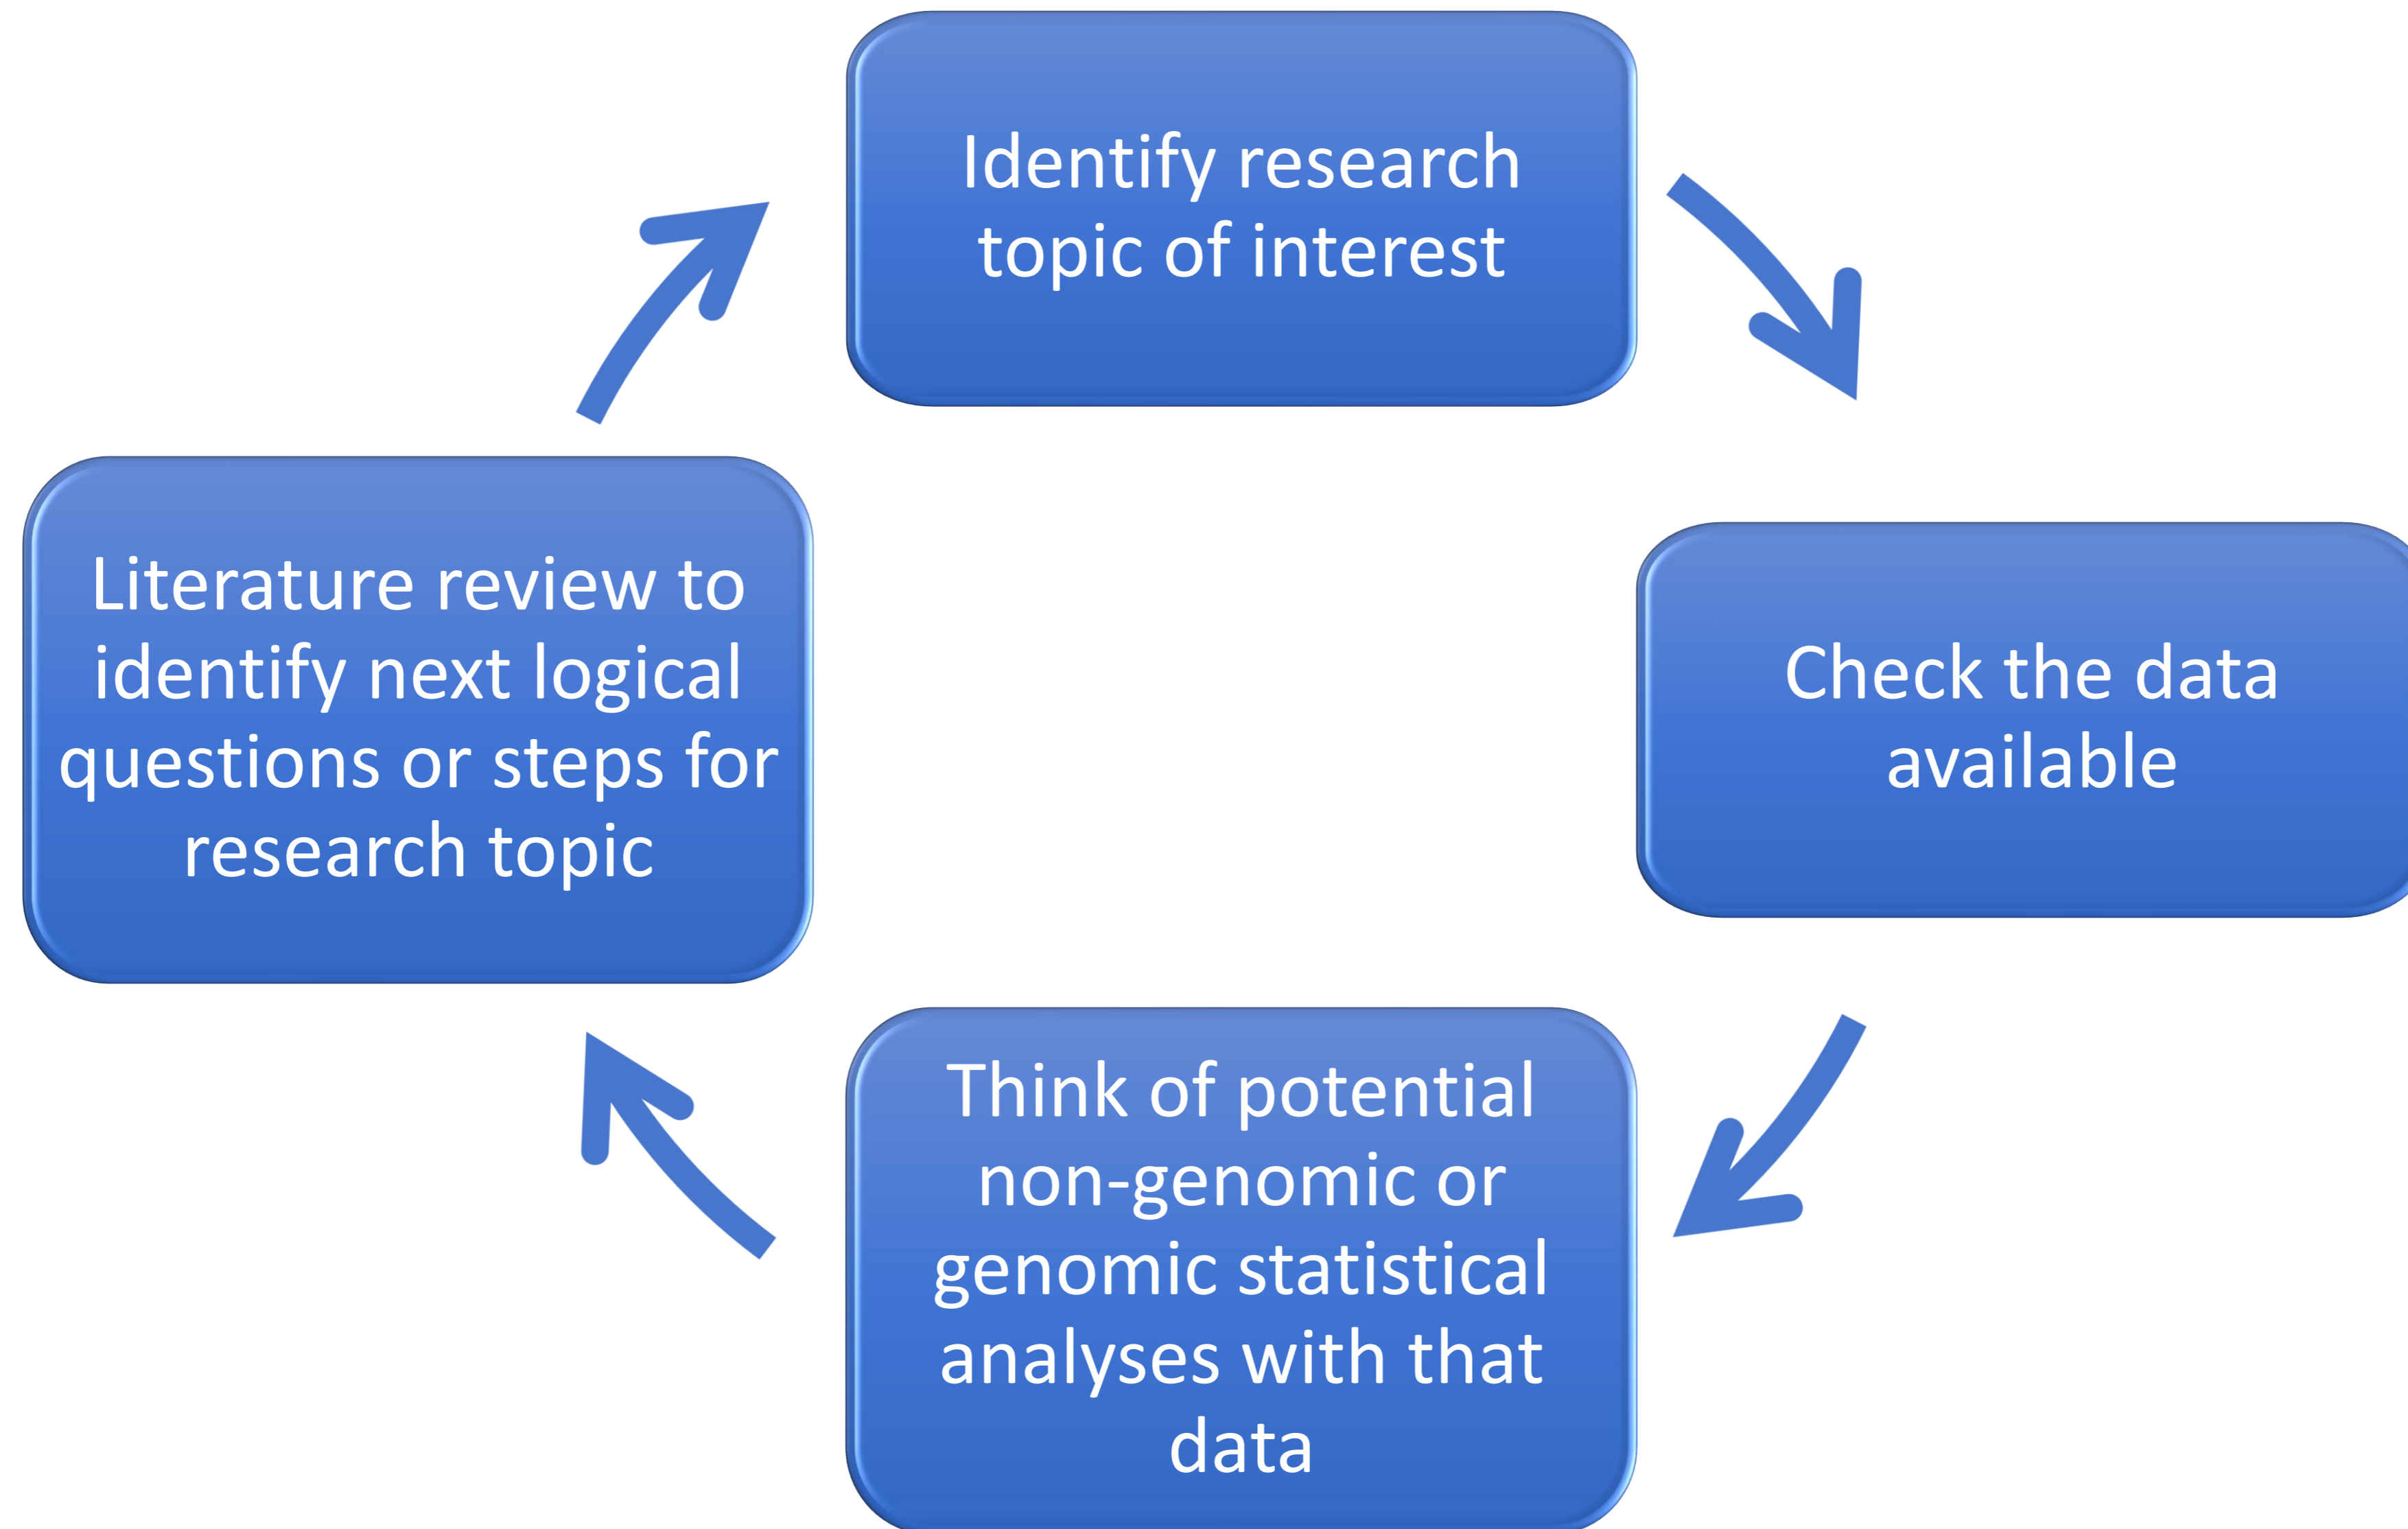 Identify research
topic of interest
Check the data
available
Think of potential
non-genomic or
genomic statistical
analyses with that
data
Literature review to
identify next logical
questions or steps for
research topic